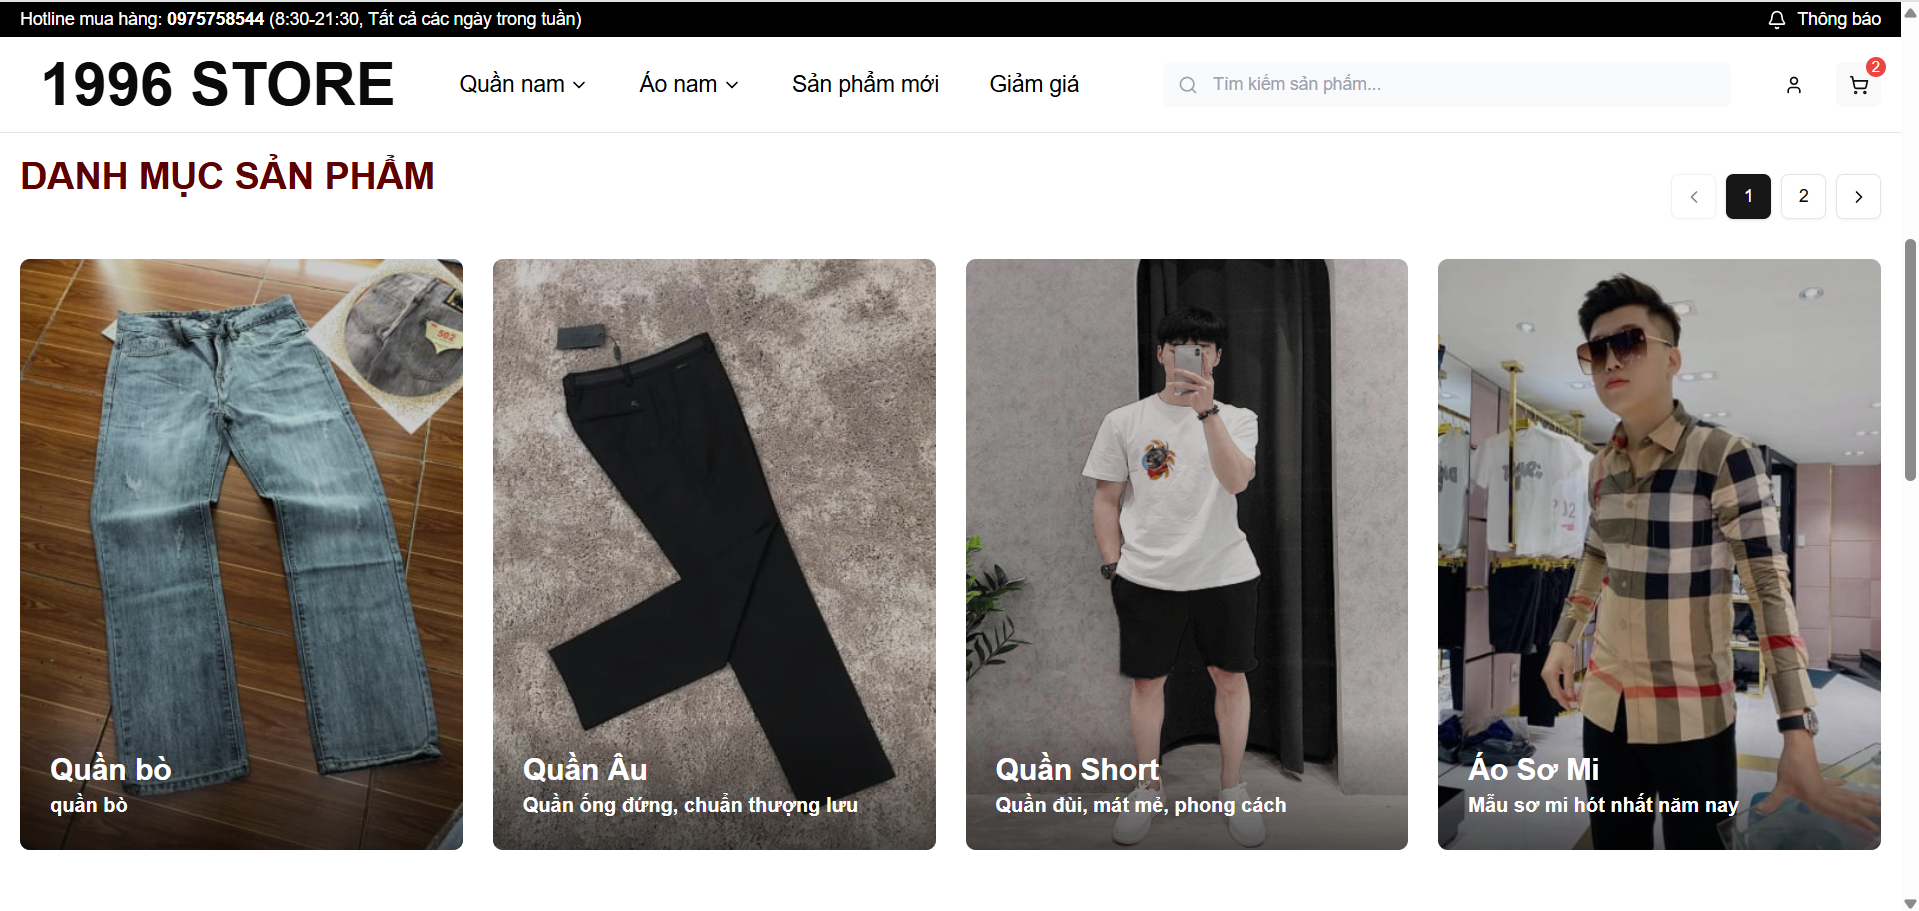 Hotline mua hàng: 0975758544 (8:30-21:30, Tất cả các ngày trong tuần)
Thông báo
1996 STORE
Quần nam
Áo nam
Sản phẩm mới
Giảm giá
Tìm kiếm sản phẩm...
2
DANH MỤC SẢN PHẨM
1
2
502
Quần bò
quần bò
Quần Âu
Quần ống đứng, chuẩn thượng lưu
Quần Short
Quần đùi, mát mẻ, phong cách
Áo Sơ Mi
Mẫu sơ mi hót nhất năm nay